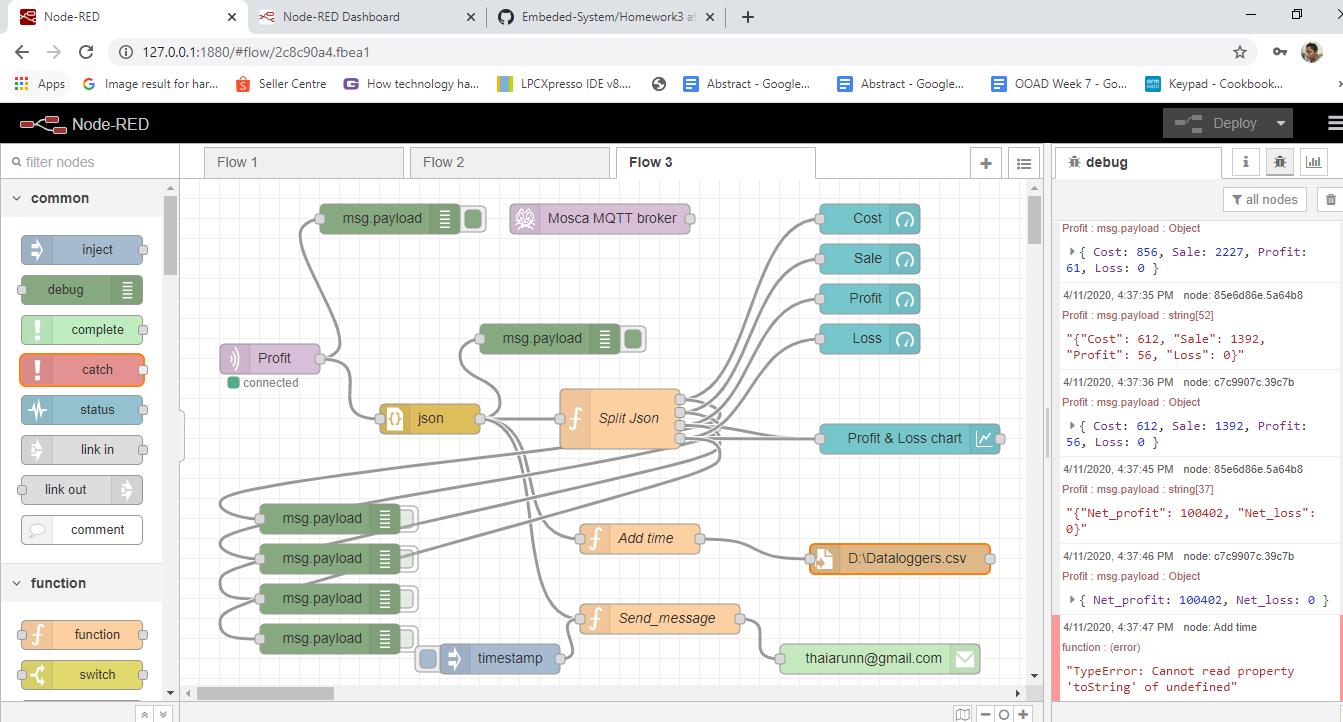 Node-RED
Node-RED Dashboard
Embeded-System/Homework3 at
127.0.0.1:1880/#flow/2c8c90a4.fbea1
Apps
Image result for har...
Seller Centre
How technology ha...
LPCXpresso IDE v8....
Abstract - Google...
Abstract - Google...
OOAD Week 7 - Go...
Keypad - Cookbook...
Node-RED
Deploy
filter nodes
Flow 1
Flow 2
Flow 3
debug
all nodes
common
inject
debug
complete
catch
status
link in
link out
comment
function
function
switch
msg.payload
Mosca MQTT broker
Cost
Sale
Profit
Loss
msg.payload
Profit
connected
json
Split Json
Profit & Loss chart
msg.payload
msg.payload
msg.payload
msg.payload
Add time
D:\Dataloggers.csv
Send_message
timestamp
thaiarunn@gmail.com
Profit : msg.payload : Object
{ Cost: 856, Sale: 2227, Profit:
61, Loss: 0 }
4/11/2020, 4:37:35 PM node: 85e6d86e.5a64b8
Profit : msg.payload : string[52]
"{"Cost": 612, "Sale": 1392,
"Profit": 56, "Loss": 0}"
4/11/2020, 4:37:36 PM node: c7c9907c.39c7b
Profit : msg.payload : Object
{ Cost: 612, Sale: 1392, Profit:
56, Loss: 0 }
4/11/2020, 4:37:45 PM node: 85e6d86e.5a64b8
Profit : msg.payload : string[37]
"{"Net_profit": 100402, "Net_loss":
0}"
4/11/2020, 4:37:46 PM node: c7c9907c.39c7b
Profit : msg.payload : Object
{ Net_profit: 100402, Net_loss: 0 }
4/11/2020, 4:37:47 PM node: Add time
function : (error)
"TypeError: Cannot read property
'toString' of undefined"